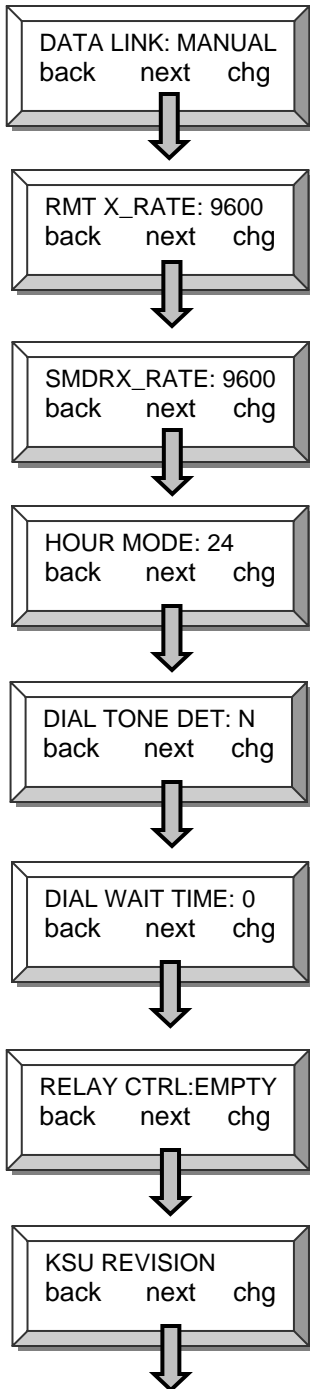 DATA LINK: MANUAL
back next chg
RMT X_RATE: 9600
back next chg
SMDRX_RATE: 9600
back next chg
HOUR MODE: 24
back next chg
DIAL TONE DET: N
back next chg
DIAL WAIT TIME: 0
back next chg
RELAY CTRL:EMPTY
back next chg
KSU REVISION
back next chg